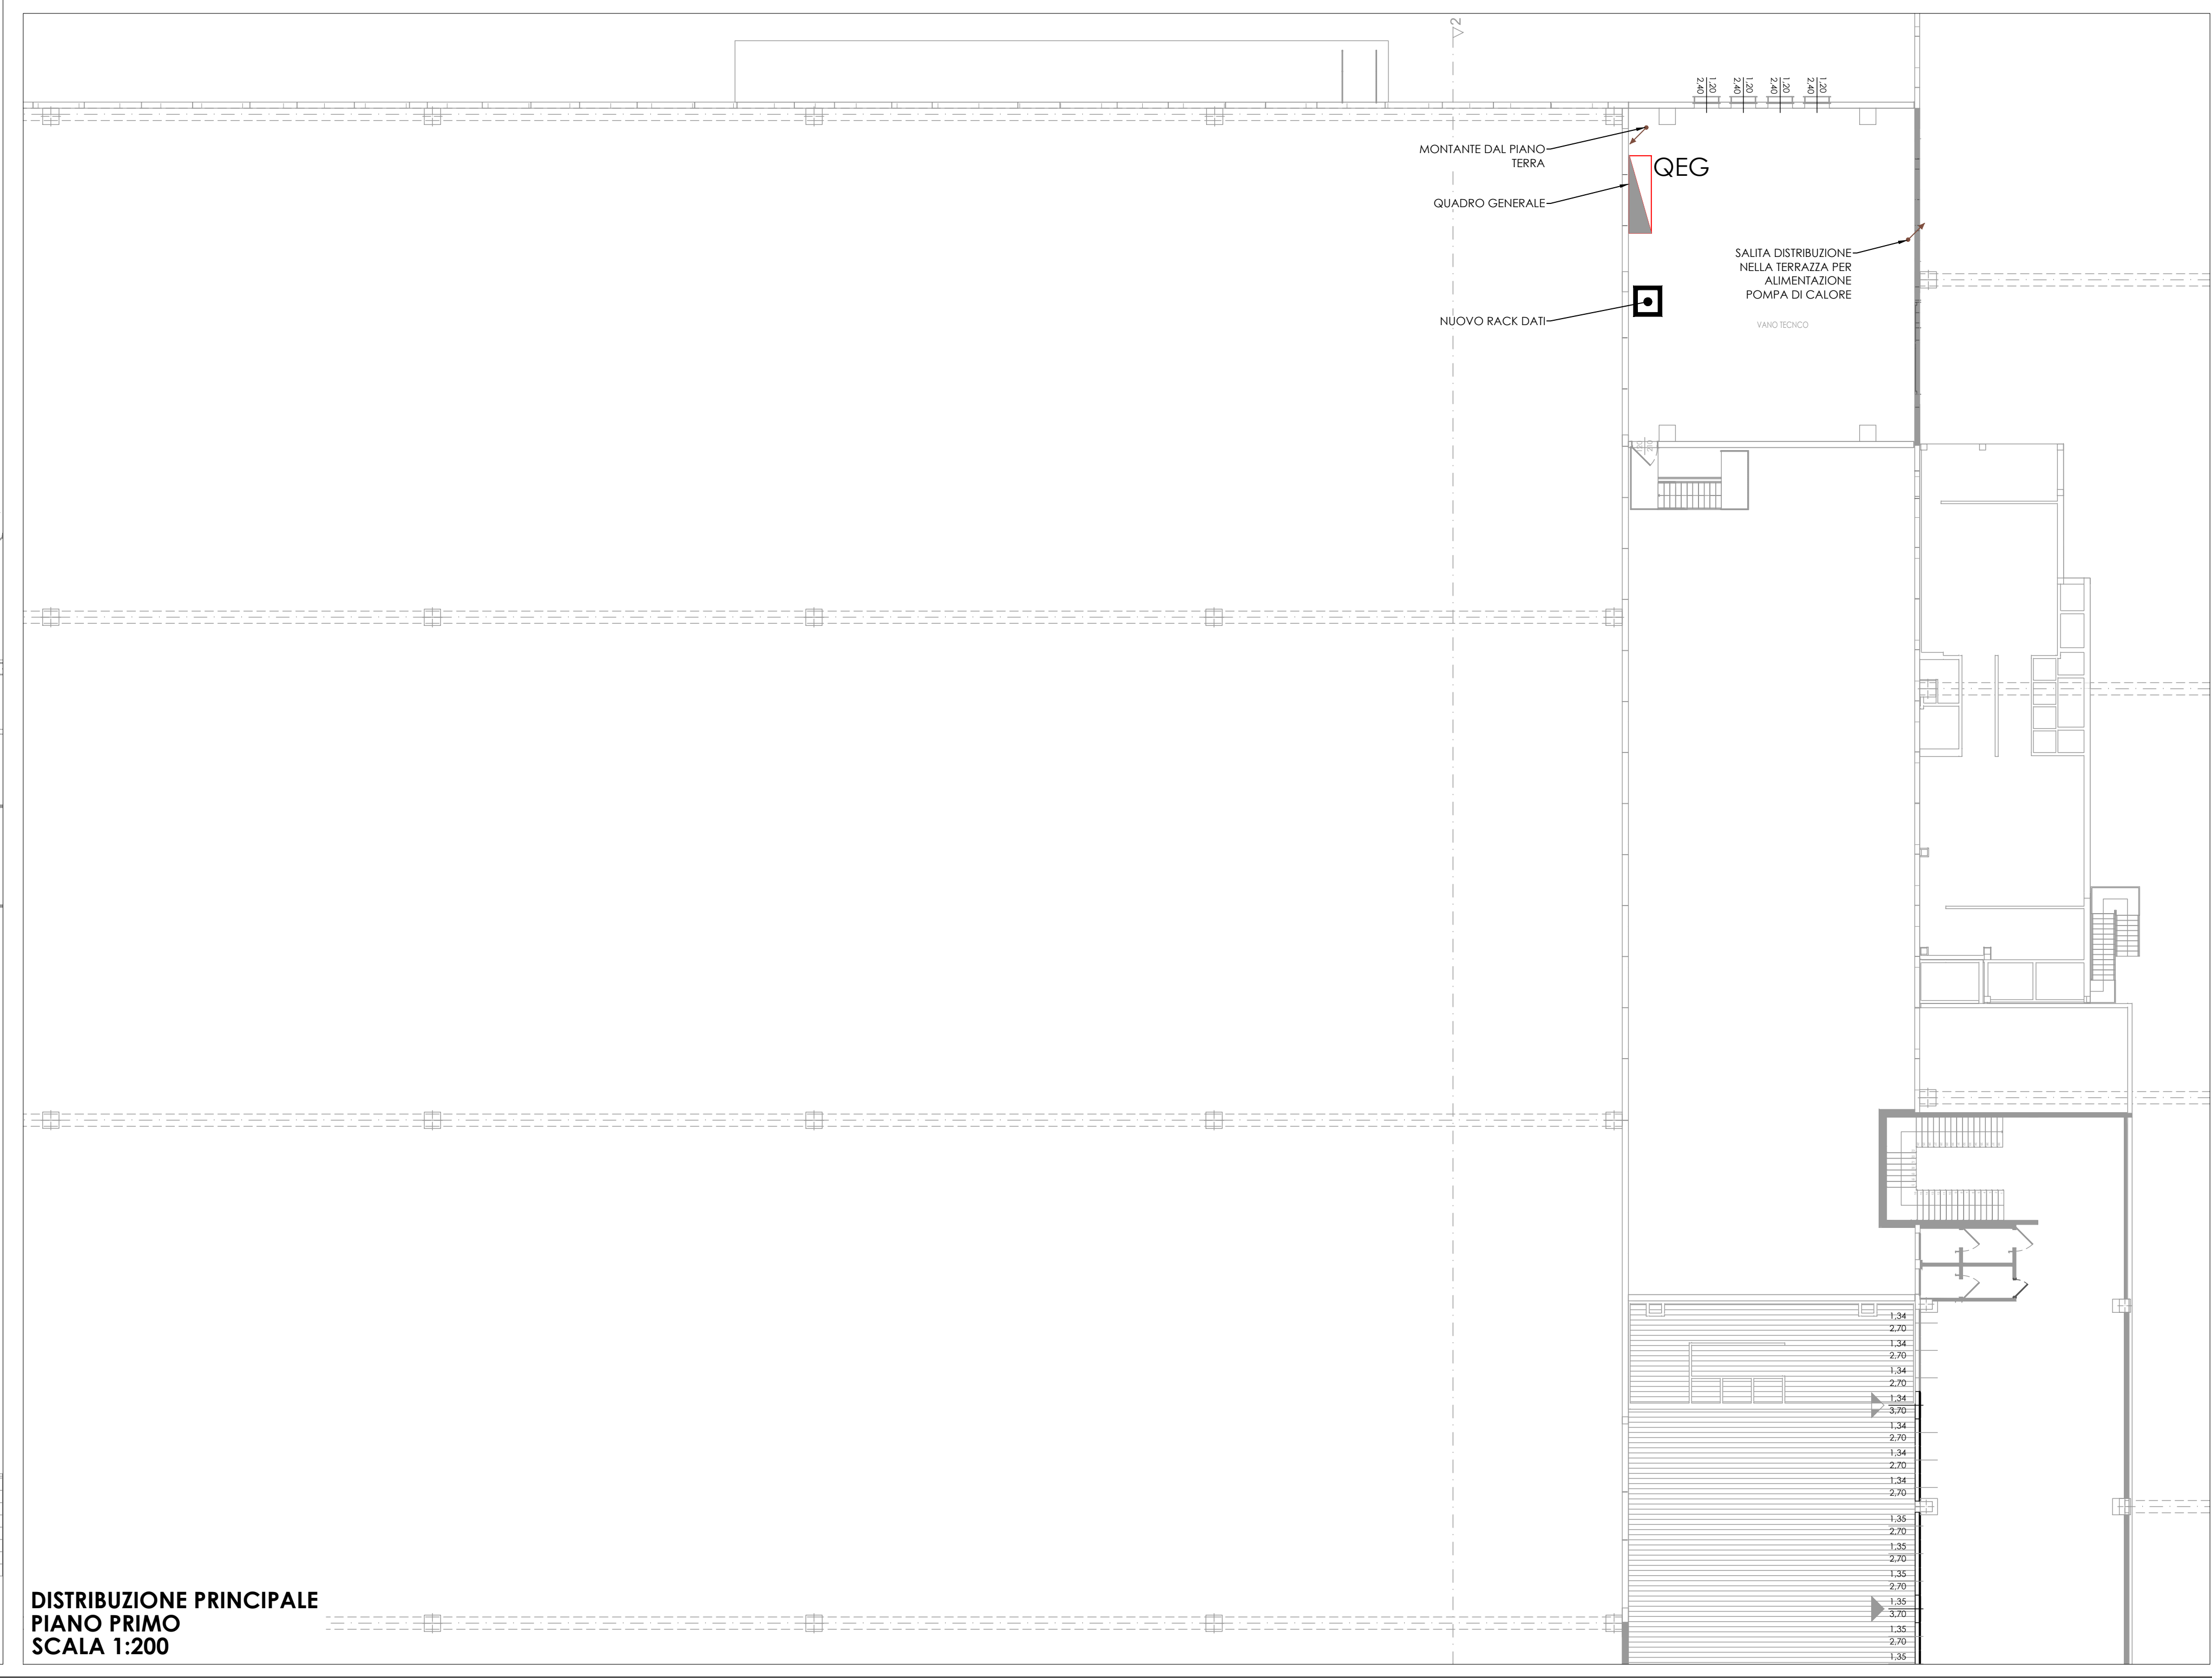 2
1,20
2,40
1,20
2,40
1,20
2,40
1,20
2,40
MONTANTE DAL PIANO
TERRA
QEG
QUADRO GENERALE
SALITA DISTRIBUZIONE
NELLA TERRAZZA PER
ALIMENTAZIONE
POMPA DI CALORE
NUOVO RACK DATI
VANO TECNCO
1,34
2,70
1,34
2,70
1,34
2,70
1,34
3,70
1,34
2,70
1,34
2,70
1,34
2,70
1,35
2,70
1,35
2,70
1,35
2,70
1,35
3,70
1,35
2,70
1,35
DISTRIBUZIONE PRINCIPALE
PIANO PRIMO
SCALA 1:200